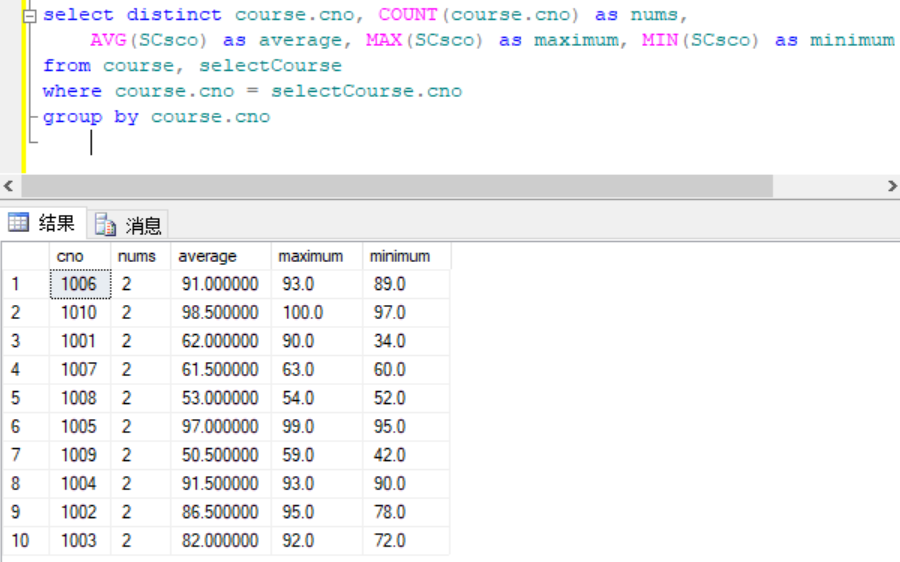 select distinct course.cno, COUNT(course.cno) as nums,
AVG(SCsco) as average, MAX(SCsco) as maximum, MIN(SCsco) as minimum
from course, selectCourse
where course.cno = selectCourse.cno
group by course.cno
结果 消息
cno nums average maximum minimum
1 1006 2 91.000000 93.0 89.0
2 1010 2 98.500000 100.0 97.0
3 1001 2 62.000000 90.0 34.0
4 1007 2 61.500000 63.0 60.0
5 1008 2 53.000000 54.0 52.0
6 1005 2 97.000000 99.0 95.0
7 1009 2 50.500000 59.0 42.0
8 1004 2 91.500000 93.0 90.0
9 1002 2 86.500000 95.0 78.0
10 1003 2 82.000000 92.0 72.0